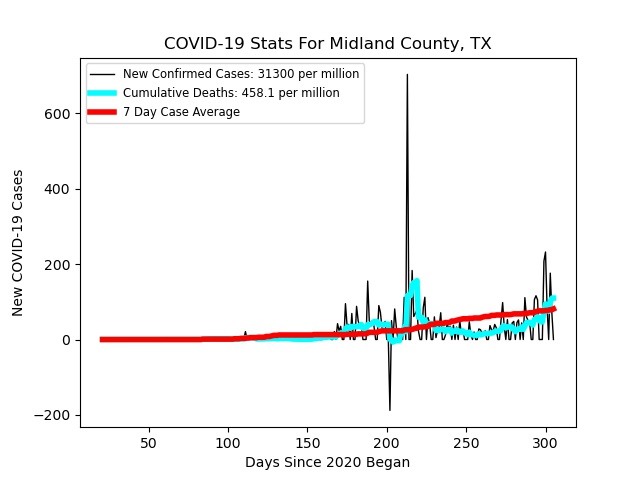 COVID-19 Stats For Midland County, TX
New Confirmed Cases: 31300 per million
Cumulative Deaths: 458.1 per million
7 Day Case Average
New COVID-19 Cases
600
400
200
0
−200
50 100 150 200 250 300
Days Since 2020 Began